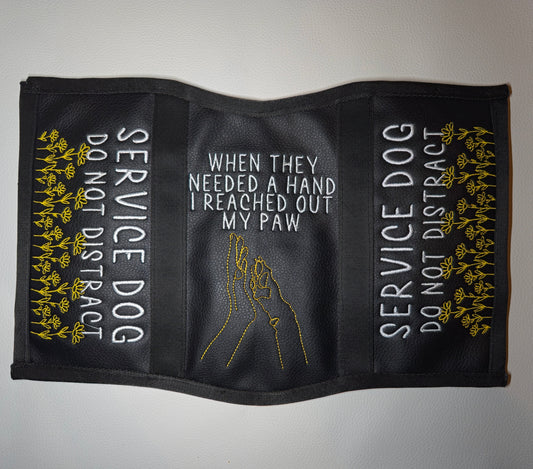 SERVICE DOG
DO NOT DISTRACT
WHEN THEY
NEEDED A HAND
I REACHED OUT
MY PAW
SERVICE DOG
DO NOT DISTRACT